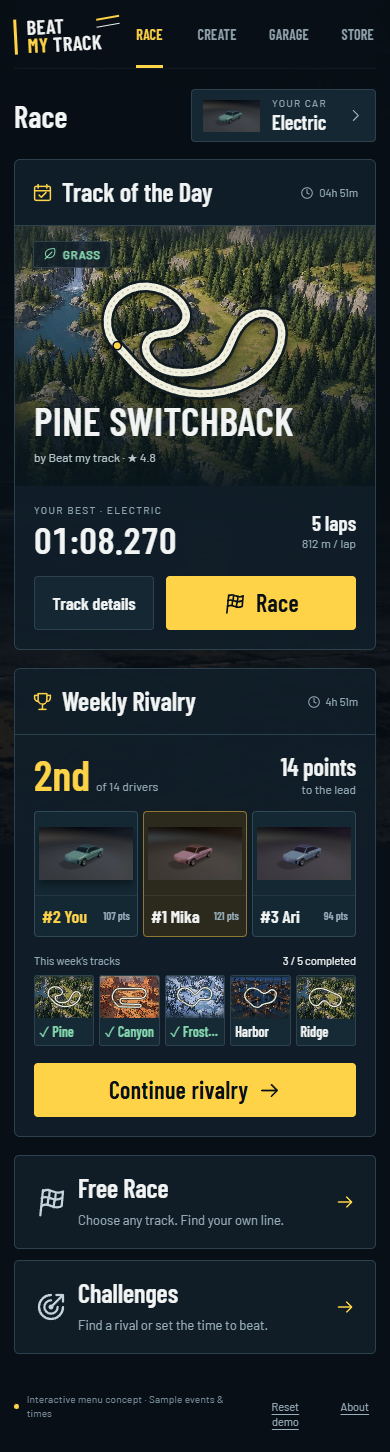 BEAT
MY TRACK
RACE
CREATE
GARAGE
STORE
Race
YOUR CAR
Electric
Track of the Day
04h 51m
GRASS
PINE SWITCHBACK
by Beat my track · ★ 4.8
YOUR BEST · ELECTRIC
01:08.270
5 laps
812 m / lap
Track details
Race
Weekly Rivalry
4h 51m
2nd of 14 drivers
14 points
to the lead
#2 You 107 pts
#1 Mika 121 pts
#3 Ari 94 pts
This week's tracks
3 / 5 completed
✓ Pine
✓ Canyon
✓ Frost...
Harbor
Ridge
Continue rivalry →
Free Race
Choose any track. Find your own line.
Challenges
Find a rival or set the time to beat.
Interactive menu concept · Sample events &
times
Reset
demo
About